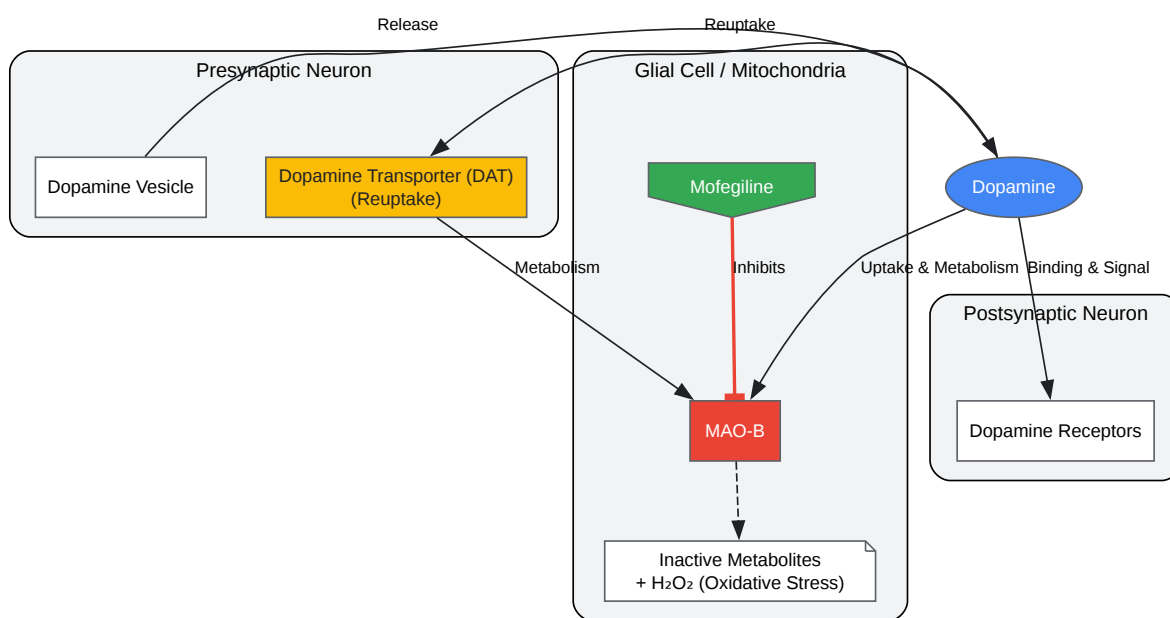 Release
Reuptake
Presynaptic Neuron
Glial Cell / Mitochondria
Dopamine Vesicle
Dopamine Transporter (DAT)
(Reuptake)
Mofegiline
Dopamine
Metabolism
Inhibits
Uptake & Metabolism
Binding & Signal
Postsynaptic Neuron
MAO-B
Dopamine Receptors
Inactive Metabolites
+ H₂O₂ (Oxidative Stress)